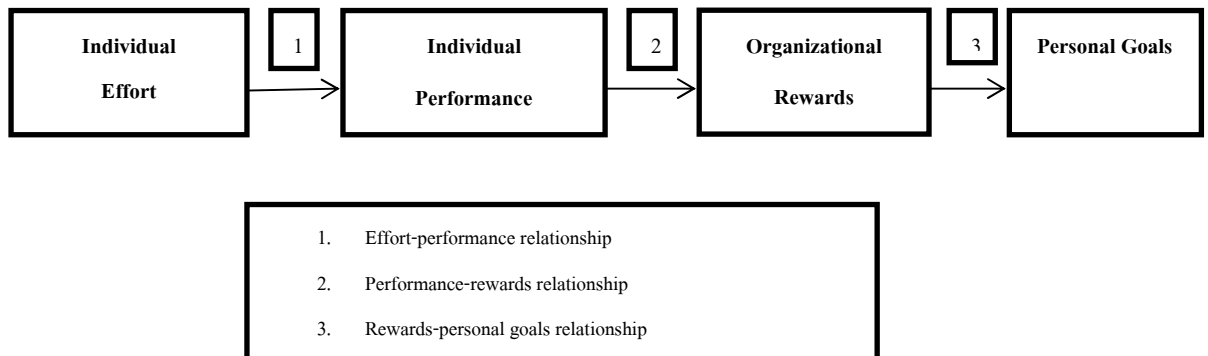 Individual
Effort
1
Individual
Performance
2
Organizational
Rewards
3
Personal Goals
1. Effort-performance relationship
2. Performance-rewards relationship
3. Rewards-personal goals relationship